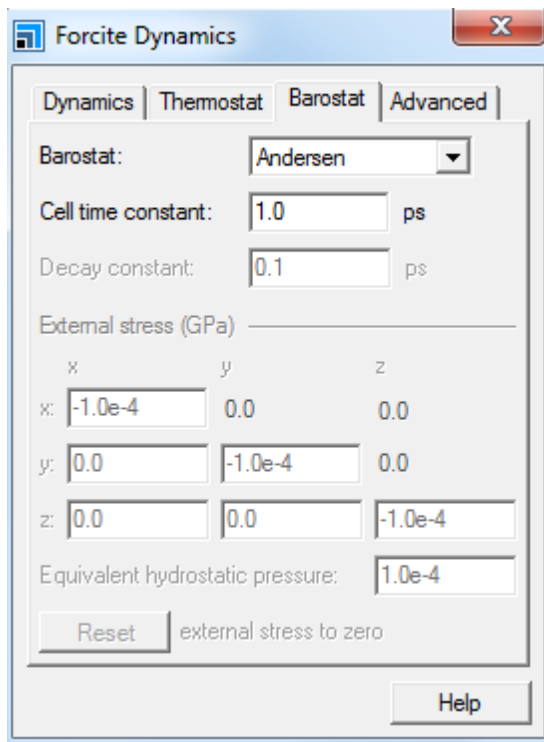 Forcite Dynamics
Dynamics Thermostat Barostat Advanced
Barostat: Andersen
Cell time constant: 1.0 ps
Decay constant: 0.1 ps
External stress (GPa)
x y z
x: -1.0e-4 0.0 0.0
y: 0.0 -1.0e-4 0.0
z: 0.0 0.0 -1.0e-4
Equivalent hydrostatic pressure: 1.0e-4
Reset external stress to zero
Help